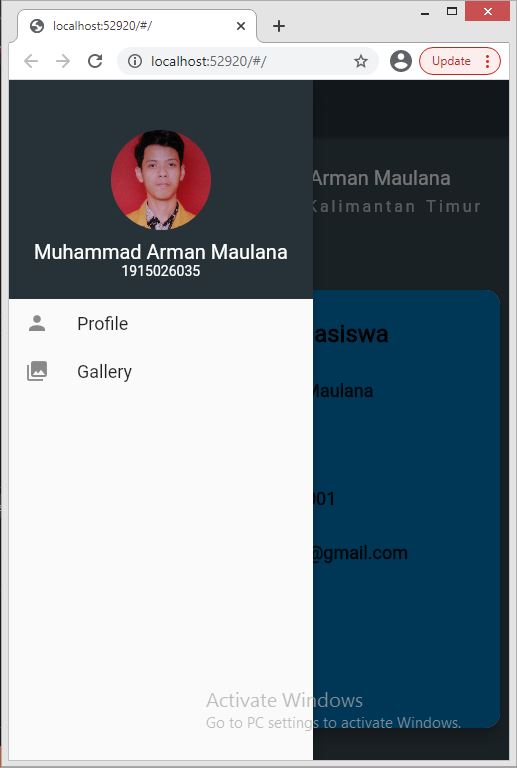 localhost:52920/#/
localhost:52920/#/
Update
Muhammad Arman Maulana
1915026035
Profile
Gallery
Arman Maulana
Kalimantan Timur
asiswa
Maulana
001
@gmail.com
Activate Windows
Go to PC settings to activate Windows.